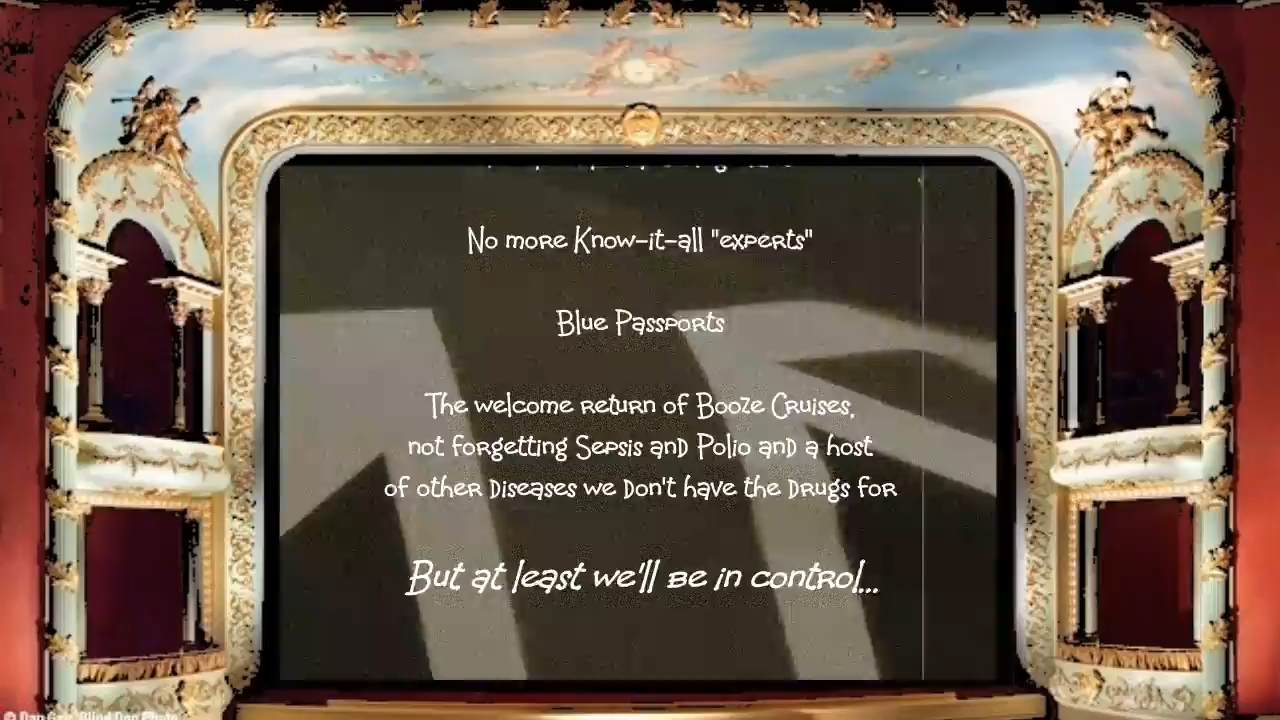 No more Know-it-all "experts"
Blue Passports
The welcome return of Booze Cruises,
not forgetting Sepsis and Polio and a host
of other Diseases we Don't have the Drugs for
But at least we'll be in control...